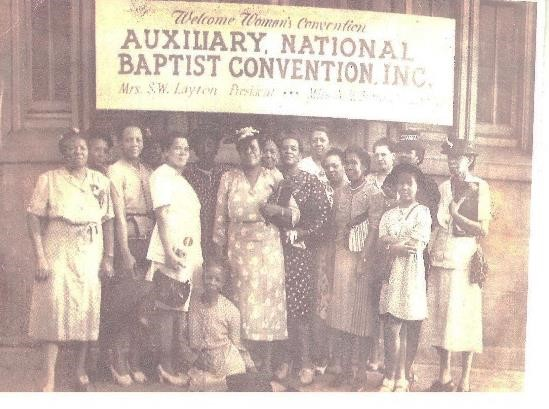 Welcome Woman's Convention
AUXILIARY, NATIONAL
BAPTIST CONVENTION, INC.
Mrs. S.W. Layton President •••